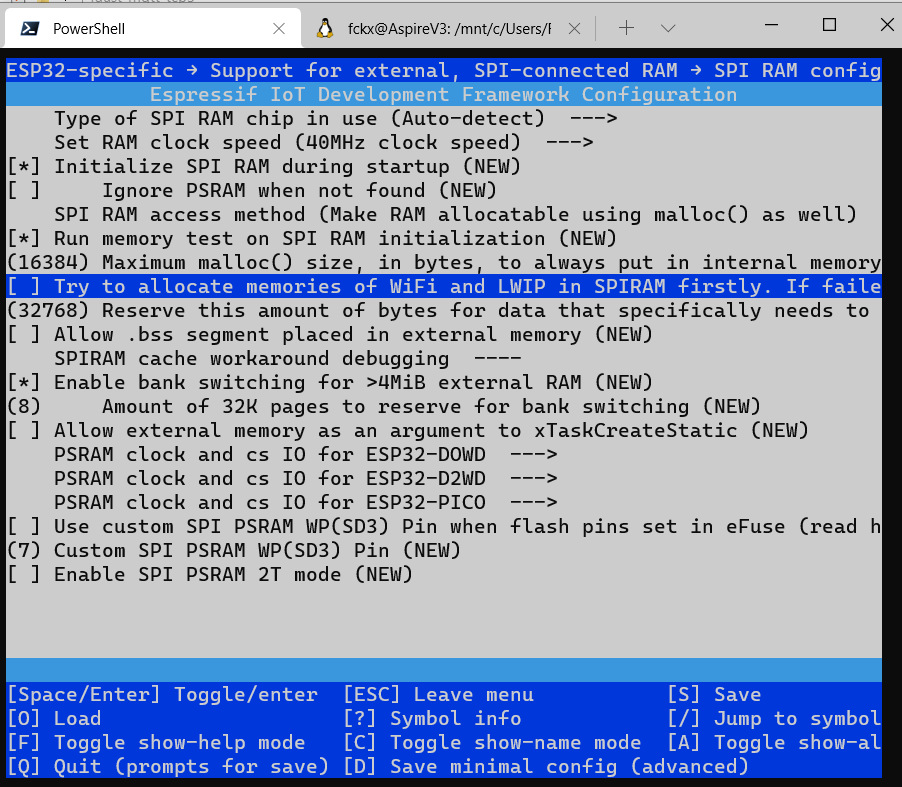 PowerShell
fckx@AspireV3: /mnt/c/Users/
ESP32-specific → Support for external, SPI-connected RAM → SPI RAM config
Espressif IoT Development Framework Configuration
Type of SPI RAM chip in use (Auto-detect)  --->
Set RAM clock speed (40MHz clock speed)  --->
[*] Initialize SPI RAM during startup (NEW)
[ ]     Ignore PSRAM when not found (NEW)
SPI RAM access method (Make RAM allocatable using malloc() as well)
[*] Run memory test on SPI RAM initialization (NEW)
(16384) Maximum malloc() size, in bytes, to always put in internal memory
[ ] Try to allocate memories of WiFi and LWIP in SPIRAM firstly. If faile
(32768) Reserve this amount of bytes for data that specifically needs to
[ ] Allow .bss segment placed in external memory (NEW)
SPIRAM cache workaround debugging  ----
[*] Enable bank switching for >4MiB external RAM (NEW)
(8)     Amount of 32K pages to reserve for bank switching (NEW)
[ ] Allow external memory as an argument to xTaskCreateStatic (NEW)
PSRAM clock and cs IO for ESP32-DOWD  --->
PSRAM clock and cs IO for ESP32-D2WD  --->
PSRAM clock and cs IO for ESP32-PICO  --->
[ ] Use custom SPI PSRAM WP(SD3) Pin when flash pins set in eFuse (read h
(7) Custom SPI PSRAM WP(SD3) Pin (NEW)
[ ] Enable SPI PSRAM 2T mode (NEW)
[Space/Enter] Toggle/enter  [ESC] Leave menu  [S] Save
[O] Load  [?] Symbol info  [/] Jump to symbol
[F] Toggle show-help mode  [C] Toggle show-name mode  [A] Toggle show-al
[Q] Quit (prompts for save) [D] Save minimal config (advanced)